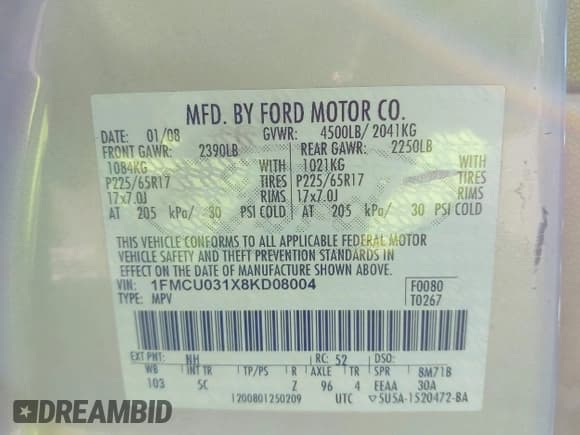 MFD. BY FORD MOTOR CO.
DATE: 01/08 GVWR: 4500LB/ 2041KG
FRONT GAWR: 2390LB REAR GAWR: 2250LB
1084KG WITH 1021KG WITH
P225/65R17 TIRES P225/65R17 TIRES
17x7.0J RIMS 17x7.0J RIMS
AT 205 kPa/ 30 PSI COLD AT 205 kPa/ 30 PSI COLD
THIS VEHICLE CONFORMS TO ALL APPLICABLE FEDERAL MOTOR
VEHICLE SAFETY AND THEFT PREVENTION STANDARDS IN EFFECT
ON THE DATE OF MANUFACTURE SHOWN ABOVE.
VIN: 1FMCU031X8KD08004 F0080
TYPE: MPV T0267
EXT PNT: NH RC: 52 DSO:
WB INT TR TP/PS R AXLE TR SPR 8M71B
103 5C Z 96 4 EEAA 30A
1200801250209 UTC 5U5A-1520472-BA
DREAMBID